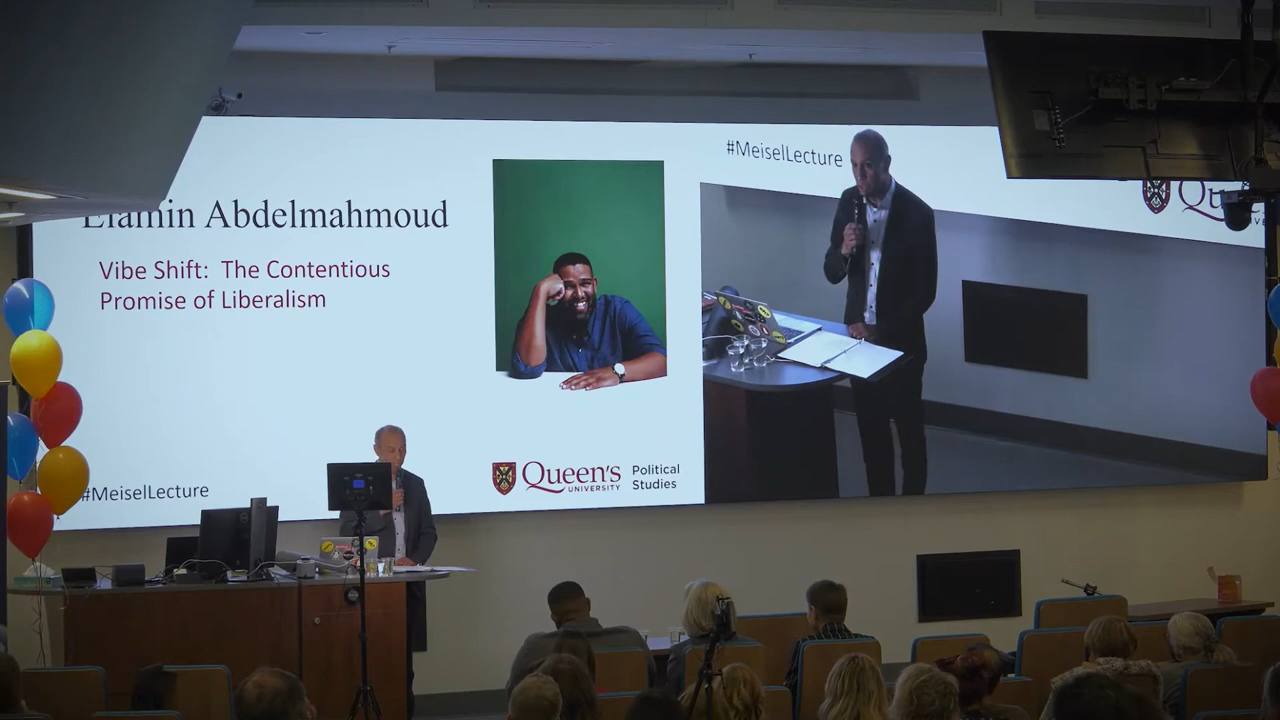 Elamin Abdelmahmoud
Vibe Shift: The Contentious
Promise of Liberalism
#MeiselLecture
Queen's
UNIVERSITY
Political
Studies
#MeiselLecture